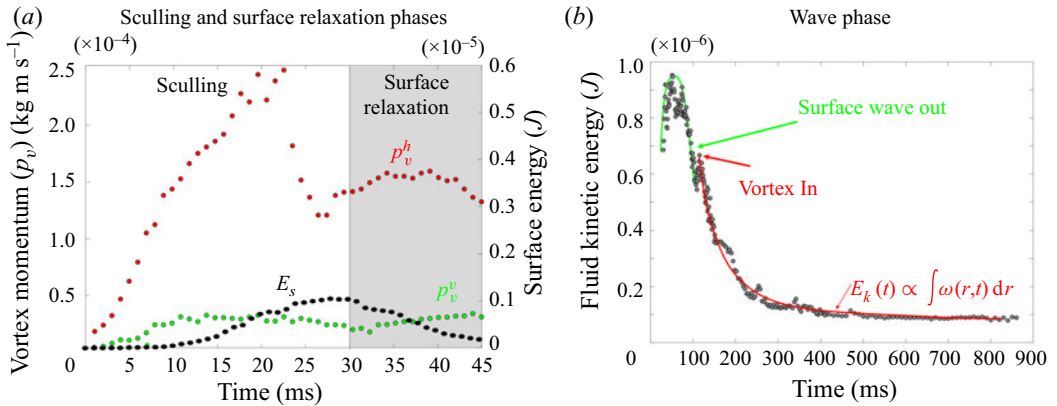 (a)
Sculling and surface relaxation phases
(×10–4)
(×10–5)
2.5
2.0
1.5
1.0
0.5
0.6
0.5
0.4
0.3
0.2
0.1
0
Vortex momentum (pv) (kg m s–1)
Surface energy (J)
Sculling
Surface
relaxation
pvh
Es
pvv
0 5 10 15 20 25 30 35 40 45
Time (ms)
(b)
Wave phase
(×10–6)
1.0
0.8
0.6
0.4
0.2
0
Fluid kinetic energy (J)
Surface wave out
Vortex In
Ek (t) ∝ ∫ω(r,t) dr
0 100 200 300 400 500 600 700 800 900
Time (ms)